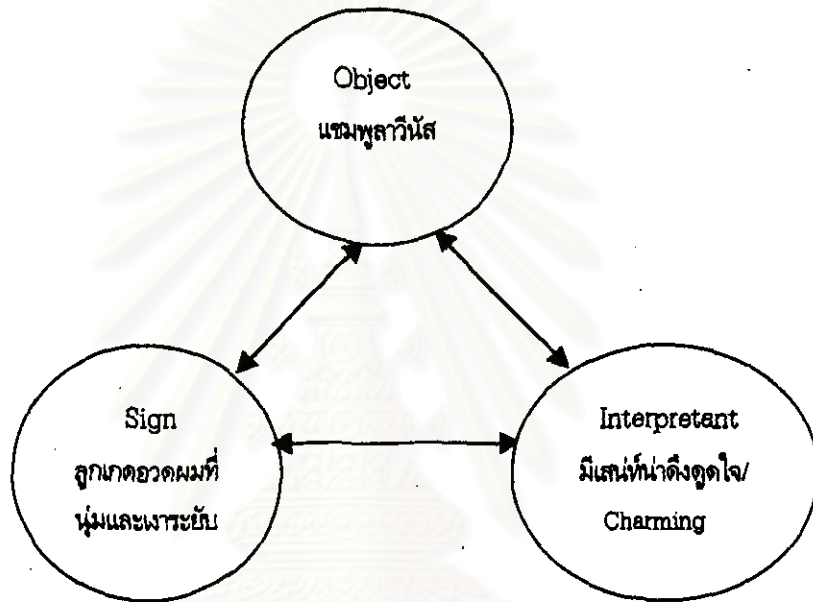 Object
แชมพูลาวีนัส
Sign
ลูกเกดอวดผมที่
นุ่มและเงาระยับ
Interpretant
มีเสน่ห์น่าดึงดูดใจ/
Charming